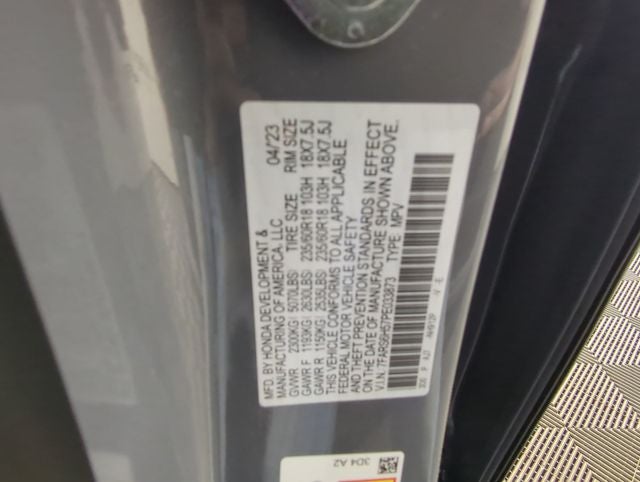 MFD. BY HONDA DEVELOPMENT & 04/'23
MANUFACTURING OF AMERICA, LLC
GVWR 2300KG( 5070LBS) TIRE SIZE RIM SIZE
GAWR F 1193KG( 2630LBS) 235/60R18 103H 18X7.5J
GAWR R 1150KG( 2535LBS) 235/60R18 103H 18X7.5J
THIS VEHICLE CONFORMS TO ALL APPLICABLE
FEDERAL MOTOR VEHICLE SAFETY
AND THEFT PREVENTION STANDARDS IN EFFECT
ON THE DATE OF MANUFACTURE SHOWN ABOVE.
V.I.N.: 7FARS6H57PE033873 TYPE: MPV
3D4 A2